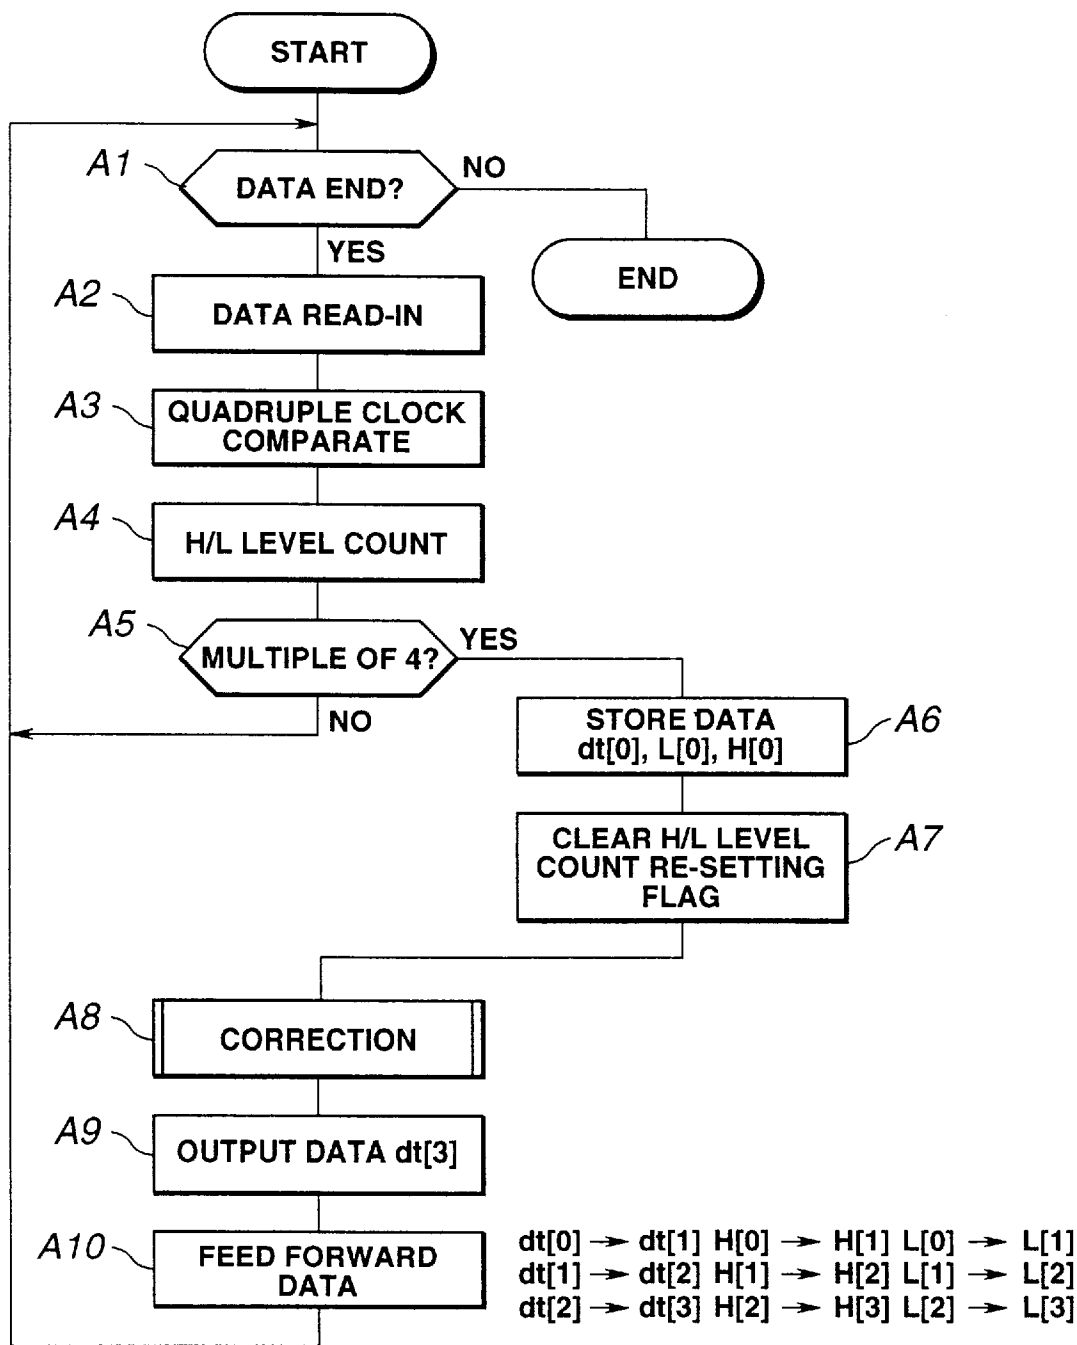 START
A1
DATA END?
NO
YES
END
A2
DATA READ-IN
A3
QUADRUPLE CLOCK
COMPARATE
A4
H/L LEVEL COUNT
A5
MULTIPLE OF 4?
YES
NO
STORE DATA
dt[0], L[0], H[0]
A6
CLEAR H/L LEVEL
COUNT RE-SETTING
FLAG
A7
A8
CORRECTION
A9
OUTPUT DATA dt[3]
A10
FEED FORWARD
DATA
dt[0] → dt[1] H[0] → H[1] L[0] → L[1]
dt[1] → dt[2] H[1] → H[2] L[1] → L[2]
dt[2] → dt[3] H[2] → H[3] L[2] → L[3]